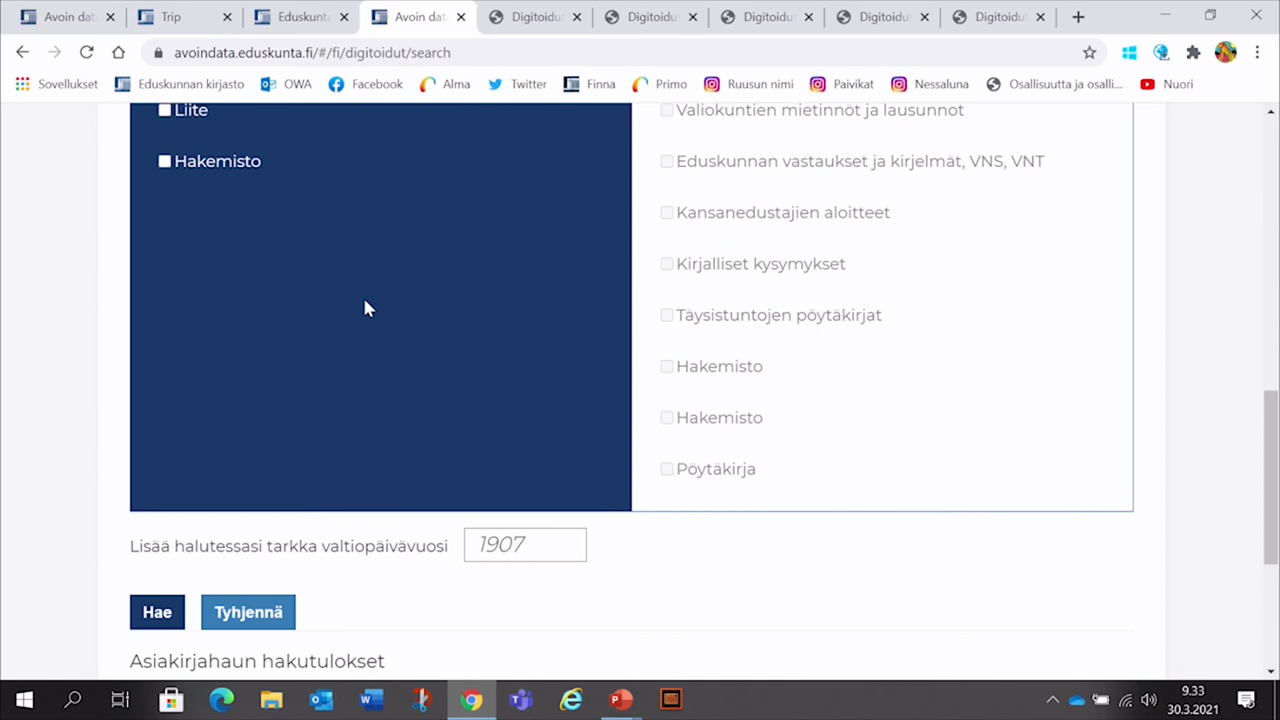 Avoin dat
Trip
Eduskunta
Avoin dat
Digitoidut
Digitoidut
Digitoidut
Digitoidut
Digitoidut
avoindata.eduskunta.fi/#/fi/digitoidut/search
Sovellukset
Eduskunnan kirjasto
OWA
Facebook
Alma
Twitter
Finna
Primo
Ruusun nimi
Paivikat
Nessaluna
Osallisuutta ja osalli...
Nuori
Liite
Hakemisto
Valiokuntien mietinnöt ja lausunnot
Eduskunnan vastaukset ja kirjelmät, VNS, VNT
Kansanedustajien aloitteet
Kirjalliset kysymykset
Täysistuntojen pöytäkirjat
Hakemisto
Hakemisto
Pöytäkirja
Lisää halutessasi tarkka valtiopäivävuosi 1907
Hae Tyhjennä
Asiakirjahaun hakutulokset
9.33
30.3.2021